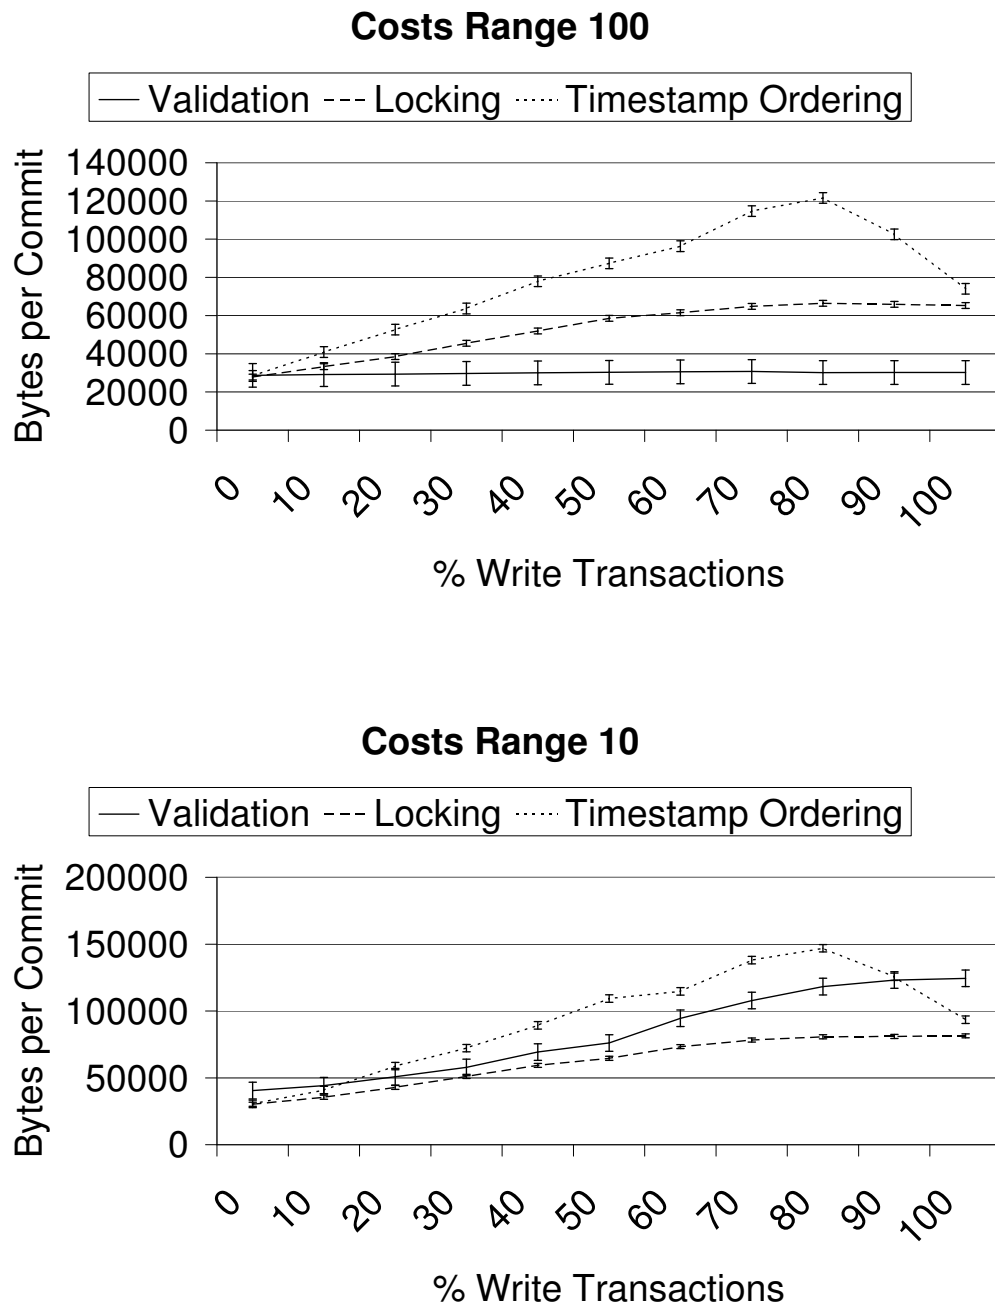 Costs Range 100
Validation Locking Timestamp Ordering
Bytes per Commit
140000
120000
100000
80000
60000
40000
20000
0
0 10 20 30 40 50 60 70 80 90 100
% Write Transactions
Costs Range 10
Validation Locking Timestamp Ordering
Bytes per Commit
200000
150000
100000
50000
0
0 10 20 30 40 50 60 70 80 90 100
% Write Transactions